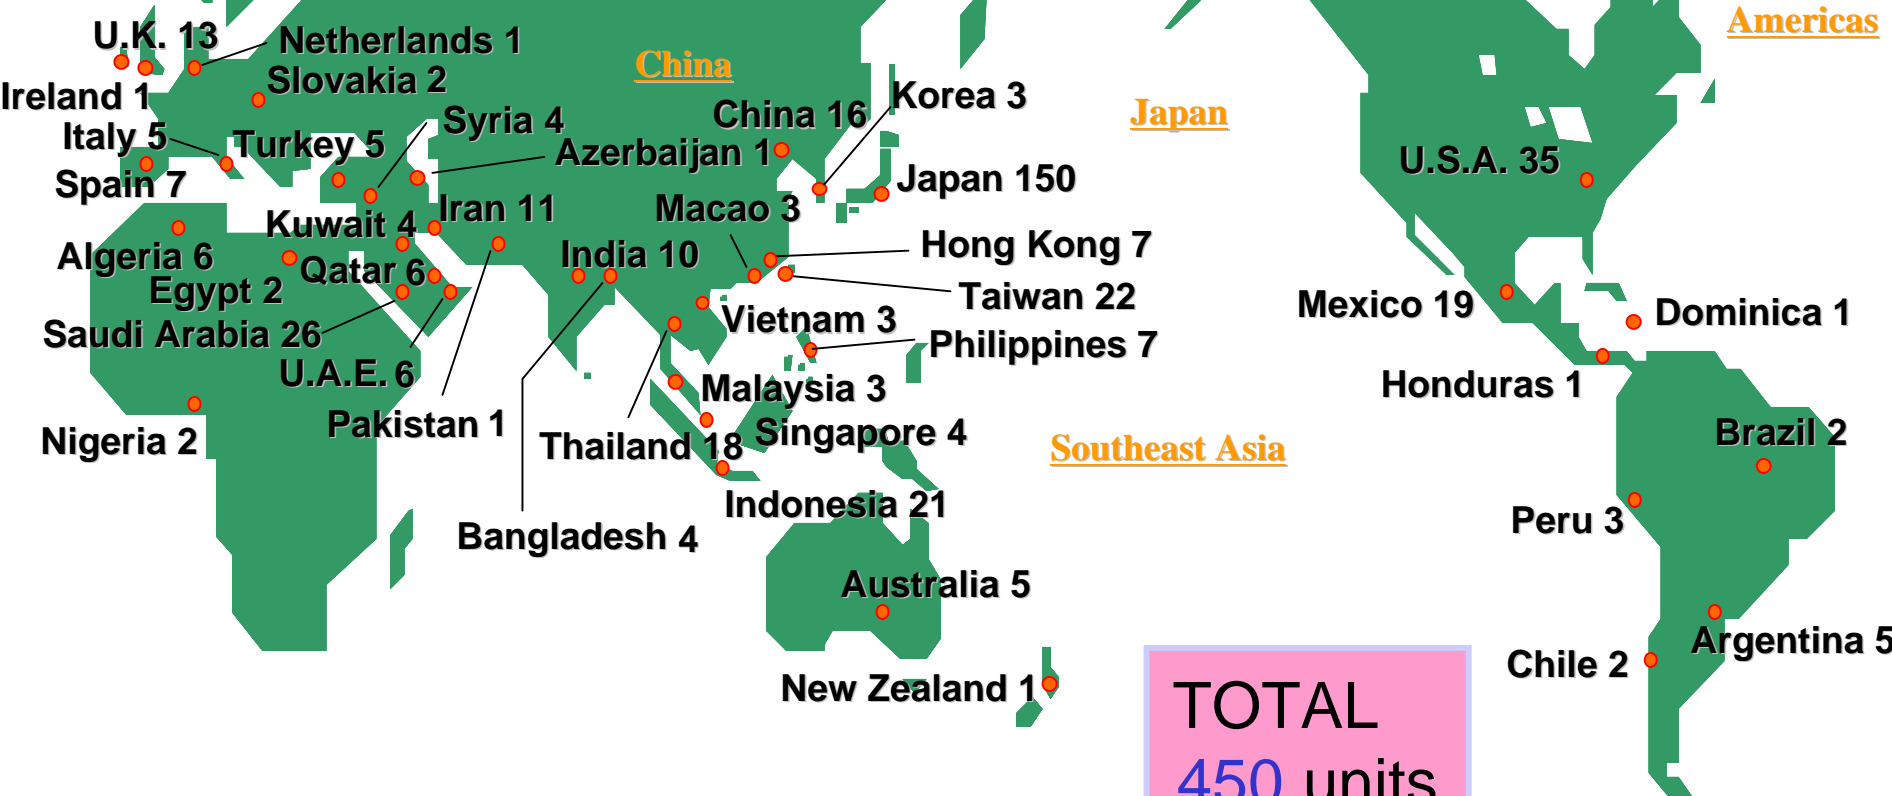 Americas
U.K. 13
Netherlands 1
China
Slovakia 2
Ireland 1
Korea 3
Japan
China 16
Syria 4
Italy 5
Turkey 5
Azerbaijan 1
U.S.A. 35
Spain 7
Japan 150
Iran 11
Macao 3
Kuwait 4
Hong Kong 7
India 10
Algeria 6
Qatar 6
Egypt 2
Taiwan 22
Mexico 19
Dominica 1
Vietnam 3
Saudi Arabia 26
Philippines 7
U.A.E. 6
Malaysia 3
Honduras 1
Pakistan 1
Brazil 2
Singapore 4
Nigeria 2
Thailand 18
Southeast Asia
Indonesia 21
Peru 3
Bangladesh 4
Australia 5
Argentina 5
Chile 2
New Zealand 1
TOTAL
450 units